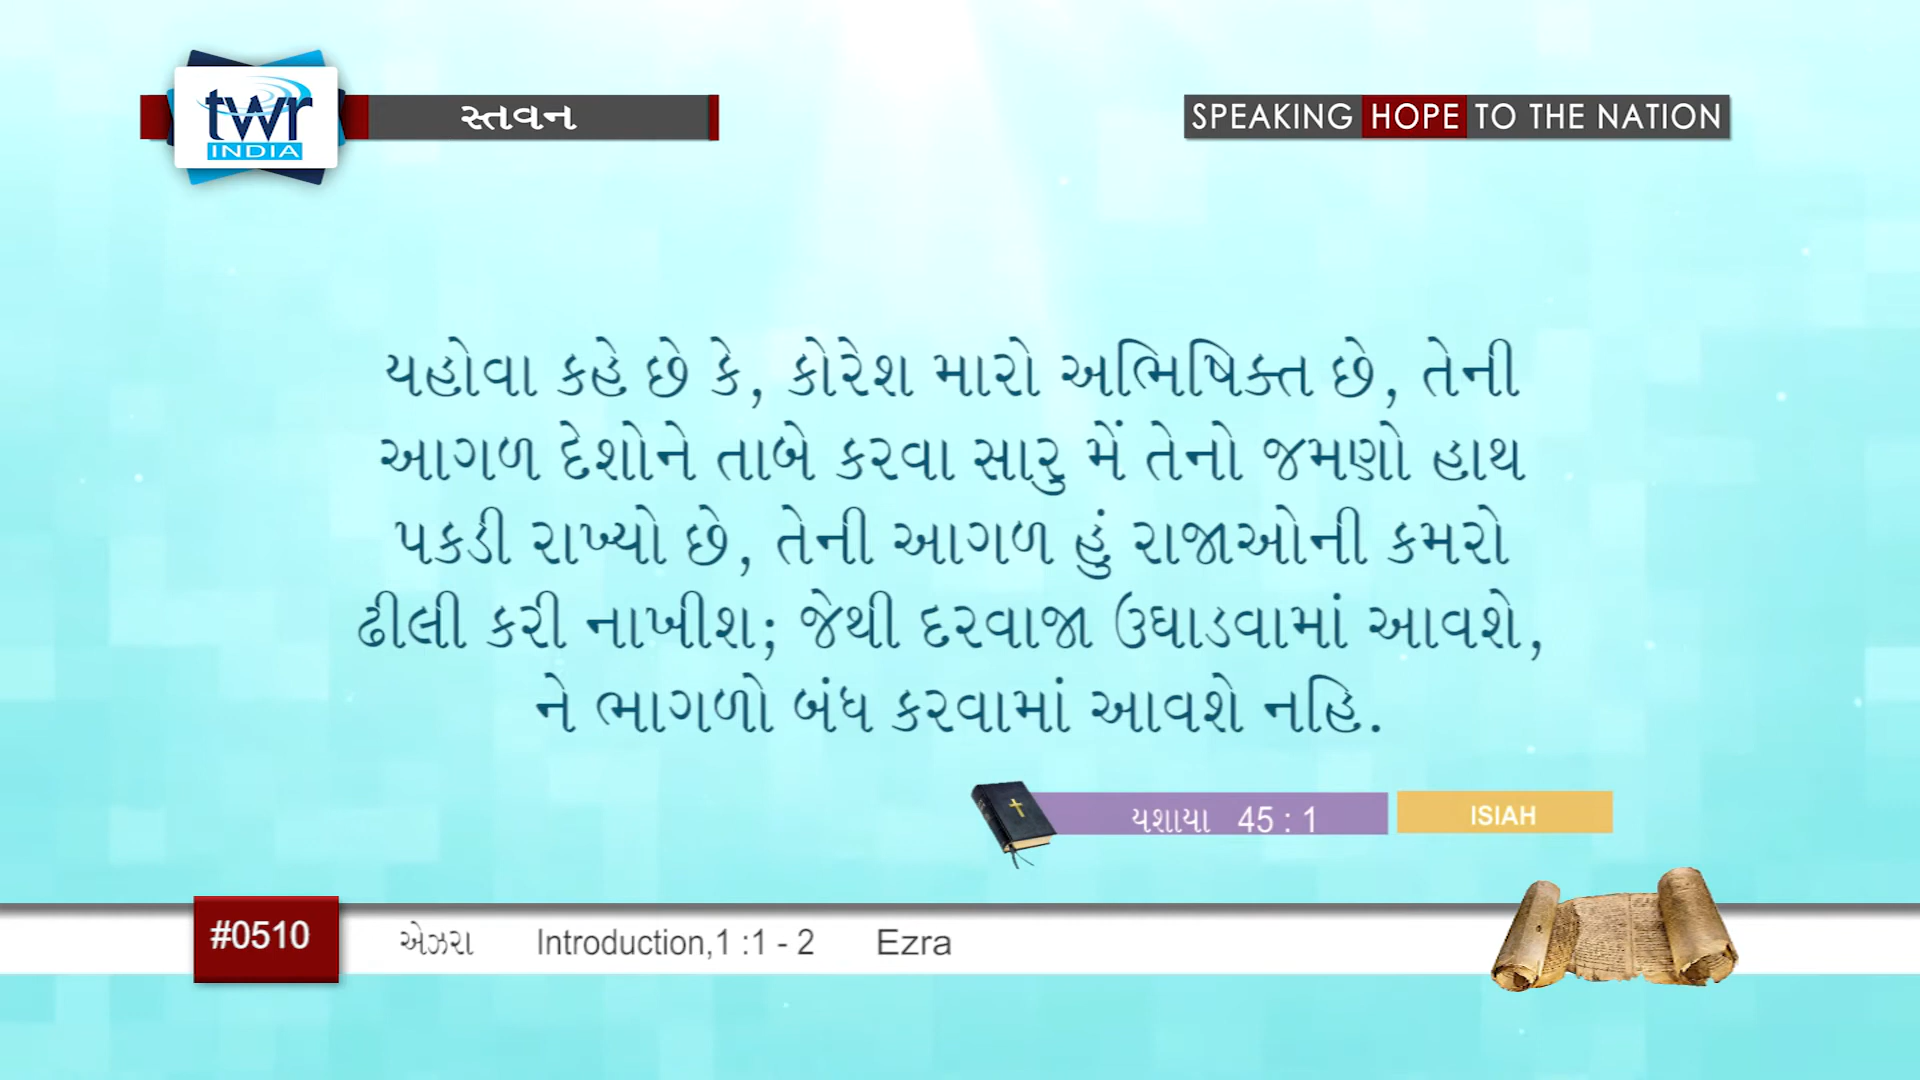 twr
INDIA
સ્તવન
SPEAKING HOPE TO THE NATION
યહોવા કહે છે કે, કોરેશ મારો અભિષિક્ત છે, તેની
આગળ દેશોને તાબે કરવા સારુ મેં તેનો જમણો હાથ
પકડી રાખ્યો છે, તેની આગળ હું રાજાઓની કમરો
ઢીલી કરી નાખીશ; જેથી દરવાજા ઉઘાડવામાં આવશે,
ને ભાગળો બંધ કરવામાં આવશે નહિ.
યશાયા 45 : 1 ISIAH
#0510 એઝરા Introduction,1 :1 - 2 Ezra